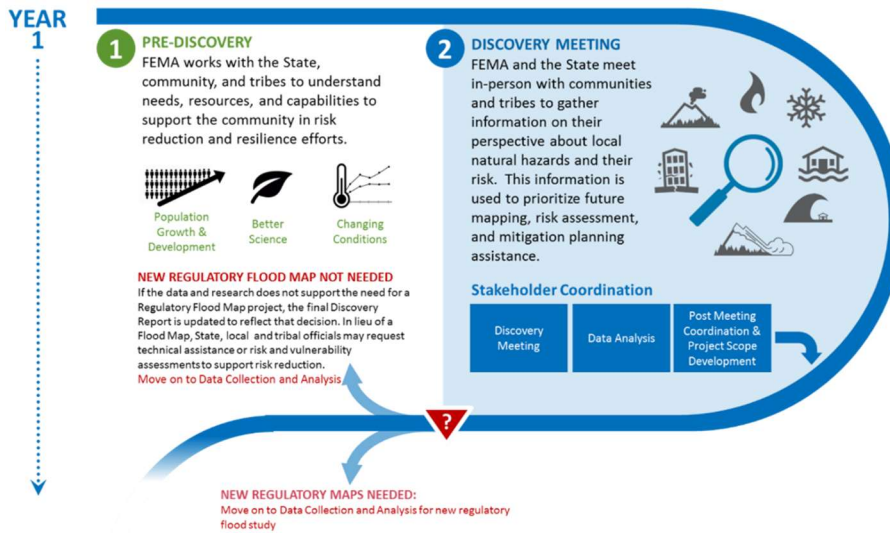 YEAR
1
1
PRE-DISCOVERY
FEMA works with the State,
community, and tribes to understand
needs, resources, and capabilities to
support the community in risk
reduction and resilience efforts.
Population
Growth &
Development
Better
Science
Changing
Conditions
NEW REGULATORY FLOOD MAP NOT NEEDED
If the data and research does not support the need for a
Regulatory Flood Map project, the final Discovery
Report is updated to reflect that decision. In lieu of a
Flood Map, State, local and tribal officials may request
technical assistance or risk and vulnerability
assessments to support risk reduction.
Move on to Data Collection and Analysis
2
DISCOVERY MEETING
FEMA and the State meet
in-person with communities
and tribes to gather
information on their
perspective about local
natural hazards and their
risk. This information is
used to prioritize future
mapping, risk assessment,
and mitigation planning
assistance.
Stakeholder Coordination
Discovery
Meeting
Data Analysis
Post Meeting
Coordination &
Project Scope
Development
?
NEW REGULATORY MAPS NEEDED:
Move on to Data Collection and Analysis for new regulatory
flood study